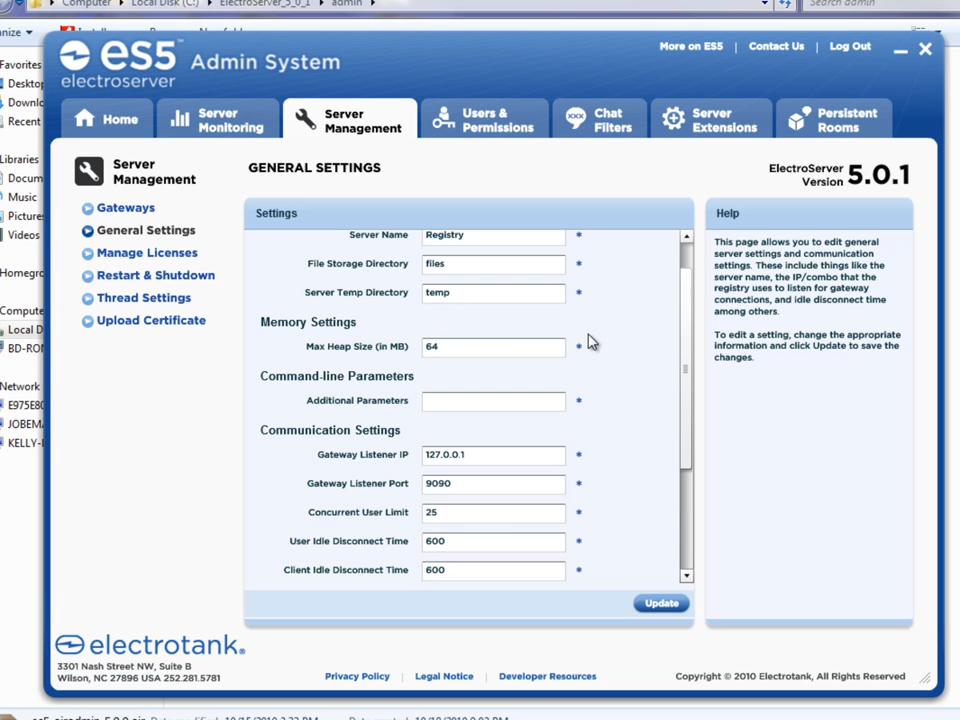 Computer ▸ Local Disk (C:) ▸ ElectroServer_5_0_1 ▸ admin ▸
Search admin
Favorites
Recent
Libraries
Music
Videos
Network
KELLY-
es5™
electroserver
Admin System
More on ES5 | Contact Us | Log Out
Home
Server
Monitoring
Server
Management
Users &
Permissions
Chat
Filters
Server
Extensions
Persistent
Rooms
Server
Management
Gateways
General Settings
Manage Licenses
Restart & Shutdown
Thread Settings
Upload Certificate
GENERAL SETTINGS
ElectroServer
Version 5.0.1
Settings
Server Name Registry *
File Storage Directory files *
Server Temp Directory temp *
Memory Settings
Max Heap Size (in MB) 64 *
Command-line Parameters
Additional Parameters *
Communication Settings
Gateway Listener IP 127.0.0.1 *
Gateway Listener Port 9090 *
Concurrent User Limit 25 *
User Idle Disconnect Time 600 *
Client Idle Disconnect Time 600 *
Update
Help
This page allows you to edit general
server settings and communication
settings. These include things like the
server name, the IP/combo that the
registry uses to listen for gateway
connections, and idle disconnect time
among others.
To edit a setting, change the appropriate
information and click Update to save the
changes.
electrotank®
3301 Nash Street NW, Suite B
Wilson, NC 27896 USA 252.281.5781
Privacy Policy | Legal Notice | Developer Resources
Copyright © 2010 Electrotank, All Rights Reserved